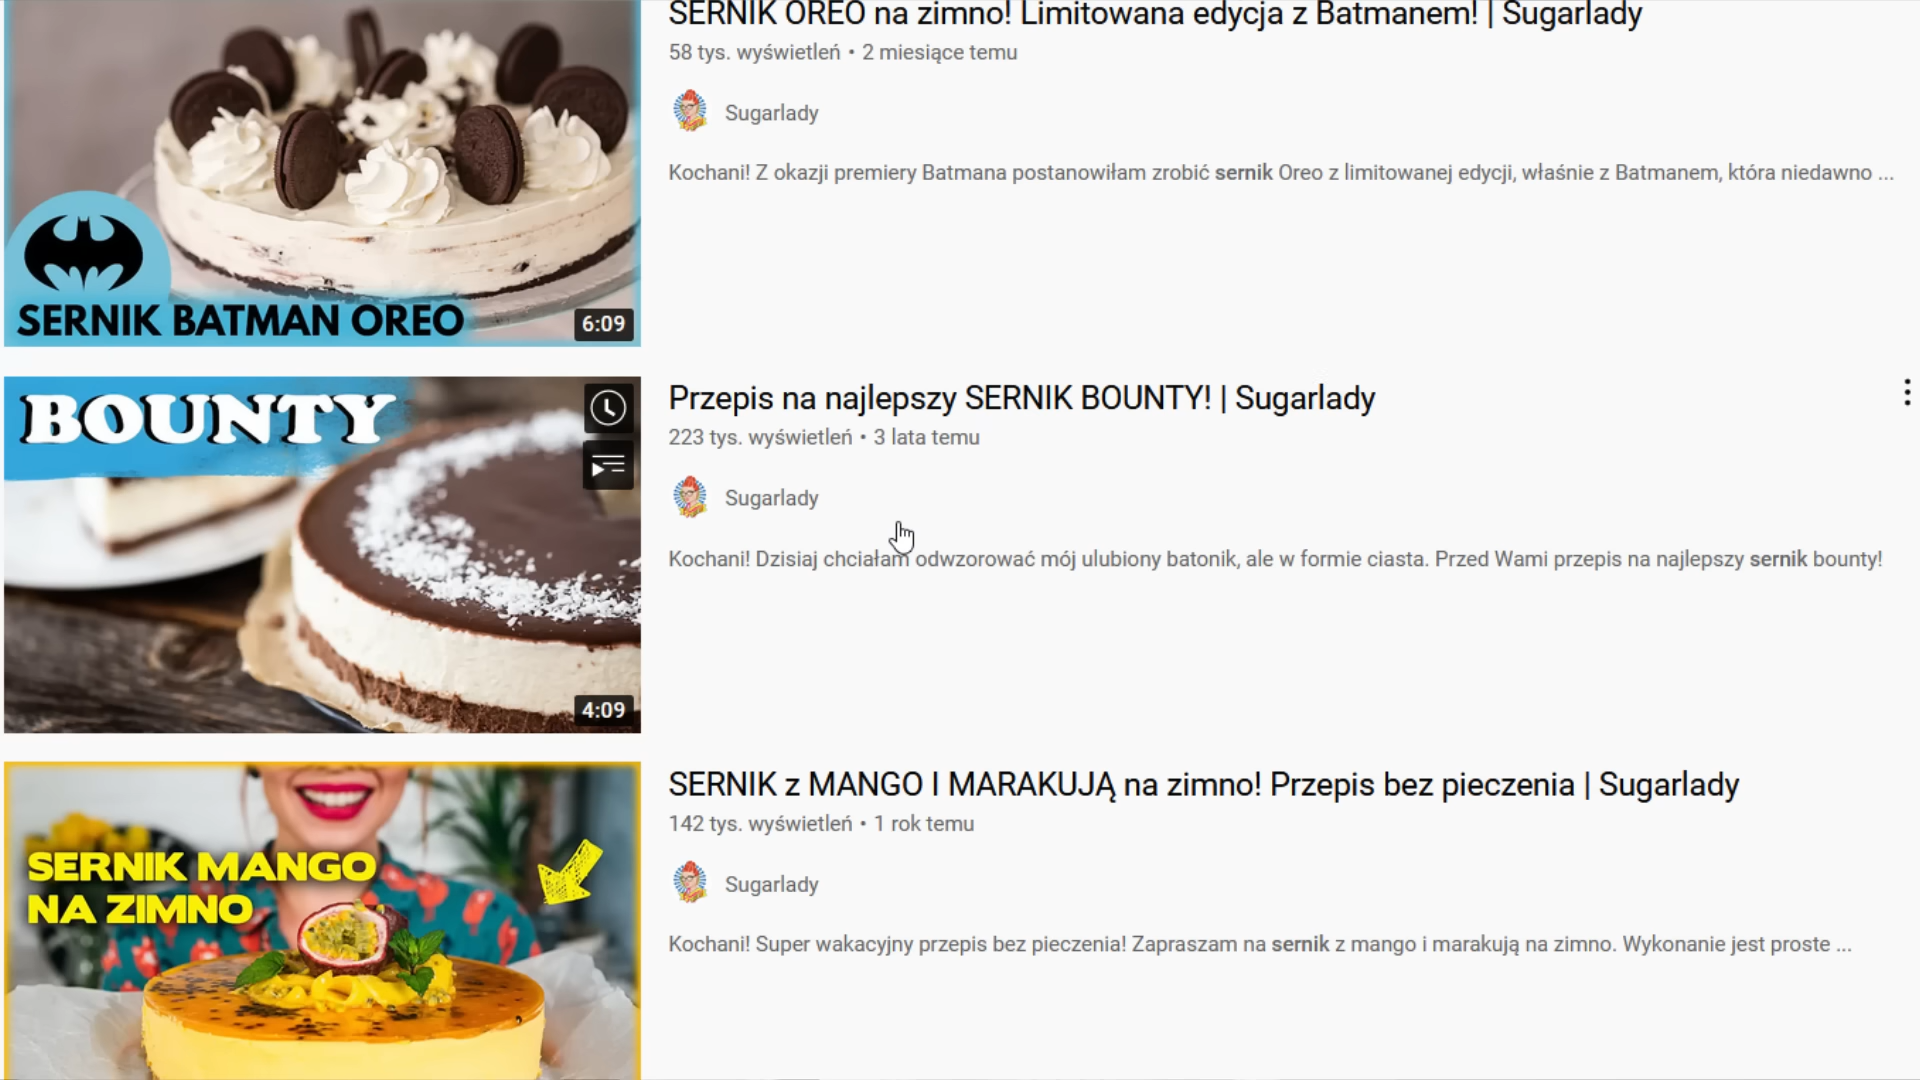 SERNIK OREO na zimno! Limitowana edycja z Batmanem! | Sugarlady
58 tys. wyświetleń • 2 miesiące temu
Sugarlady
Kochani! Z okazji premiery Batmana postanowiłam zrobić sernik Oreo z limitowanej edycji, właśnie z Batmanem, która niedawno ...
SERNIK BATMAN OREO
6:09
BOUNTY
4:09
Przepis na najlepszy SERNIK BOUNTY! | Sugarlady
223 tys. wyświetleń • 3 lata temu
Sugarlady
Kochani! Dzisiaj chciałam odwzorować mój ulubiony batonik, ale w formie ciasta. Przed Wami przepis na najlepszy sernik bounty!
SERNIK MANGO
NA ZIMNO
SERNIK z MANGO I MARAKUJĄ na zimno! Przepis bez pieczenia | Sugarlady
142 tys. wyświetleń • 1 rok temu
Sugarlady
Kochani! Super wakacyjny przepis bez pieczenia! Zapraszam na sernik z mango i marakują na zimno. Wykonanie jest proste ...